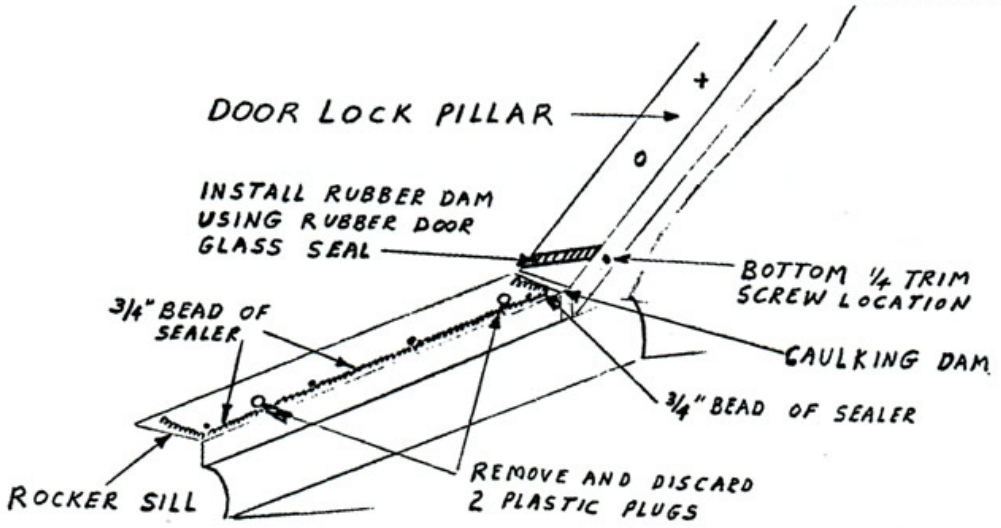 DOOR LOCK PILLAR
INSTALL RUBBER DAM
USING RUBBER DOOR
GLASS SEAL
BOTTOM ¼ TRIM
SCREW LOCATION
3/4" BEAD OF
SEALER
CAULKING DAM
3/4" BEAD OF SEALER
REMOVE AND DISCARD
2 PLASTIC PLUGS
ROCKER SILL